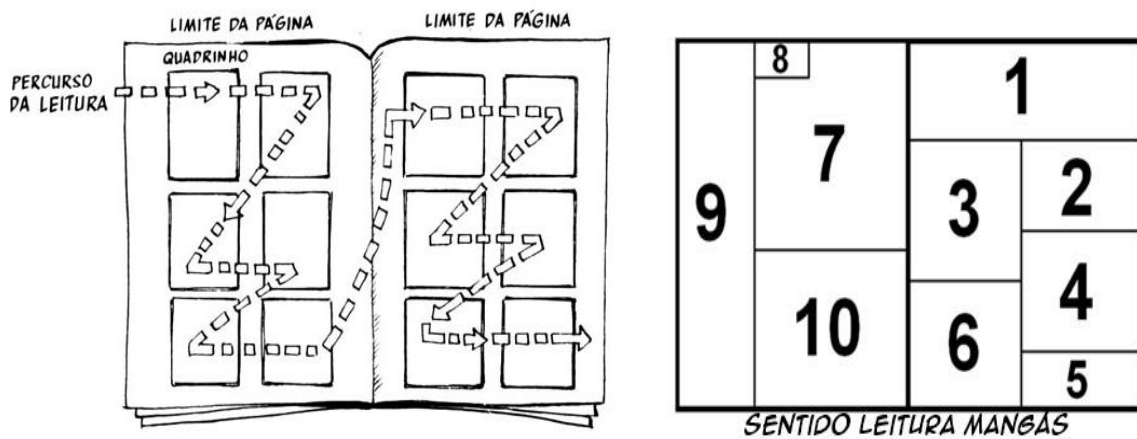 LIMITE DA PÁGINA
LIMITE DA PÁGINA
QUADRINHO
PERCURSO
DA LEITURA
8
1
7
2
3
9
4
10
6
5
SENTIDO LEITURA MANGÁS